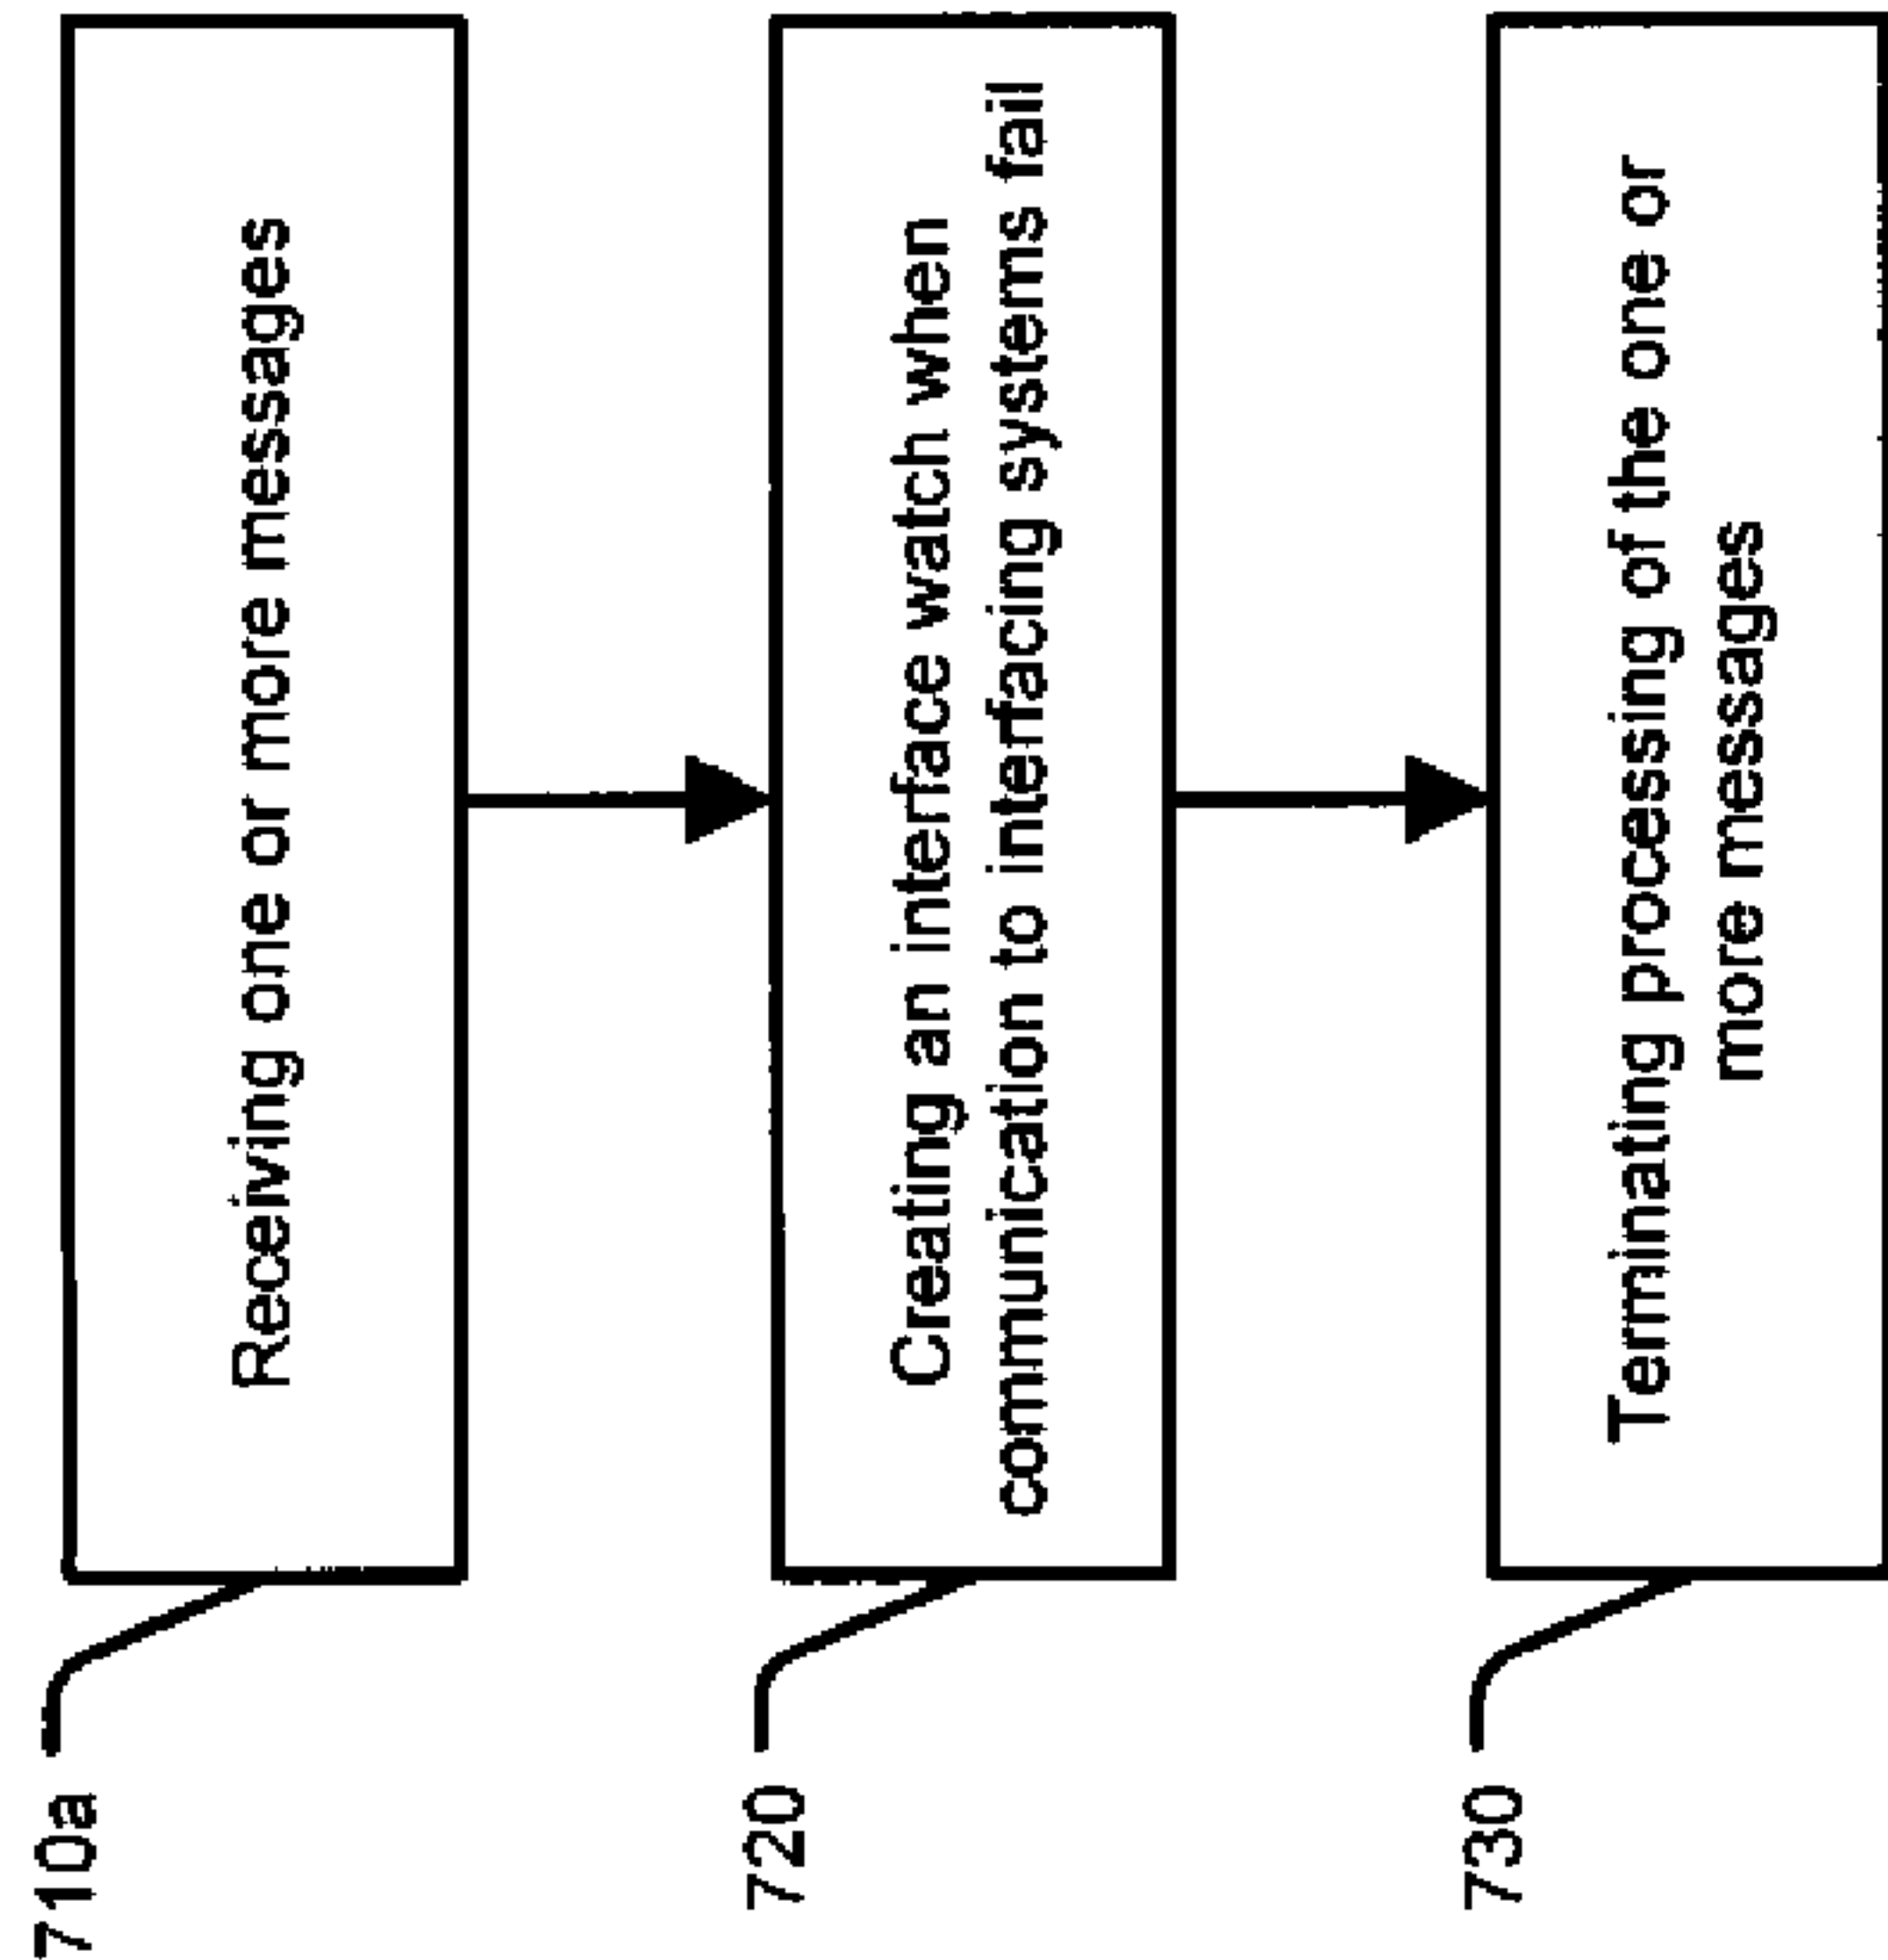 710a
Receiving one or more messages
720
Creating an interface watch when
communication to interfacing systems fail
730
Terminating processing of the one or
more messages